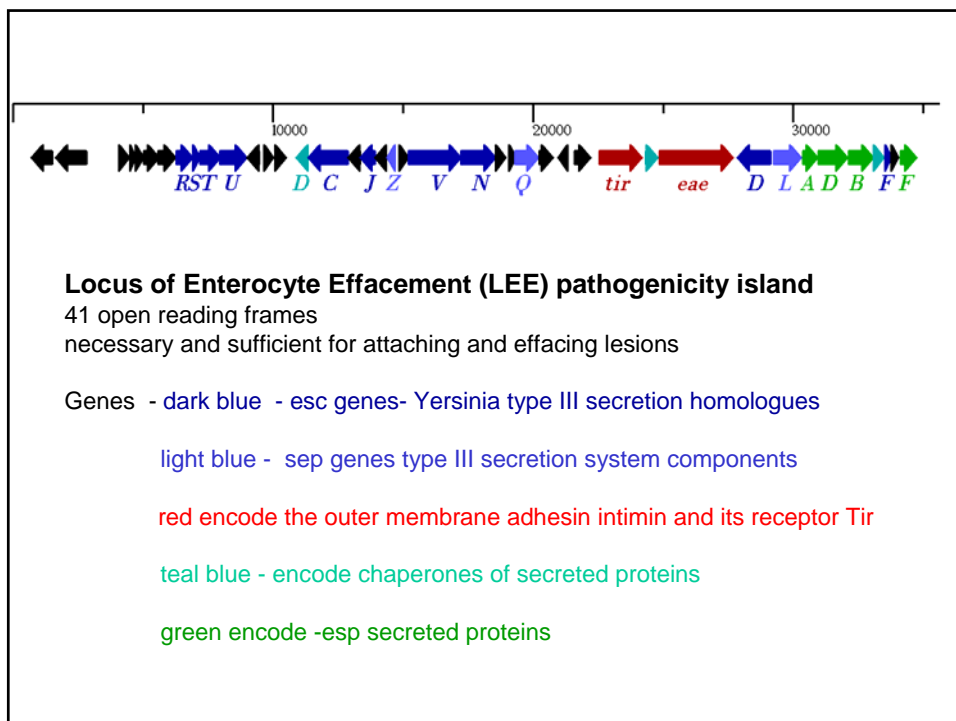 10000 20000 30000
RST U D C J Z V N Q tir eae D L A D B F F
Locus of Enterocyte Effacement (LEE) pathogenicity island
41 open reading frames
necessary and sufficient for attaching and effacing lesions
Genes - dark blue - esc genes- Yersinia type III secretion homologues
light blue - sep genes type III secretion system components
red encode the outer membrane adhesin intimin and its receptor Tir
teal blue - encode chaperones of secreted proteins
green encode -esp secreted proteins